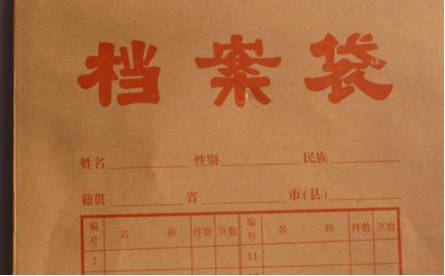 档案袋
姓名 性别 民族
籍贯 省 市(县)
编号 名 称 件数 页数 编号 名 称 件数 页数
1 11